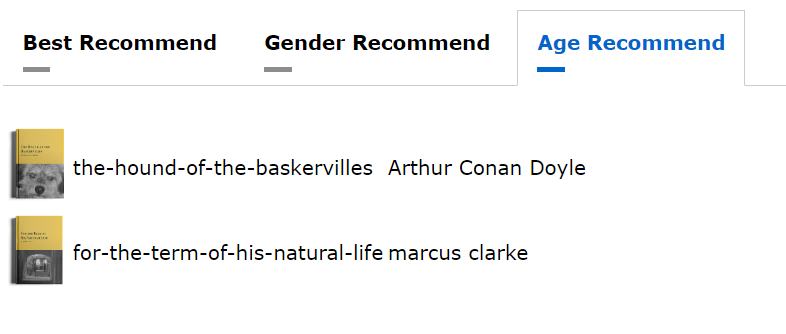 Best Recommend Gender Recommend Age Recommend
the-hound-of-the-baskervilles Arthur Conan Doyle
for-the-term-of-his-natural-life marcus clarke